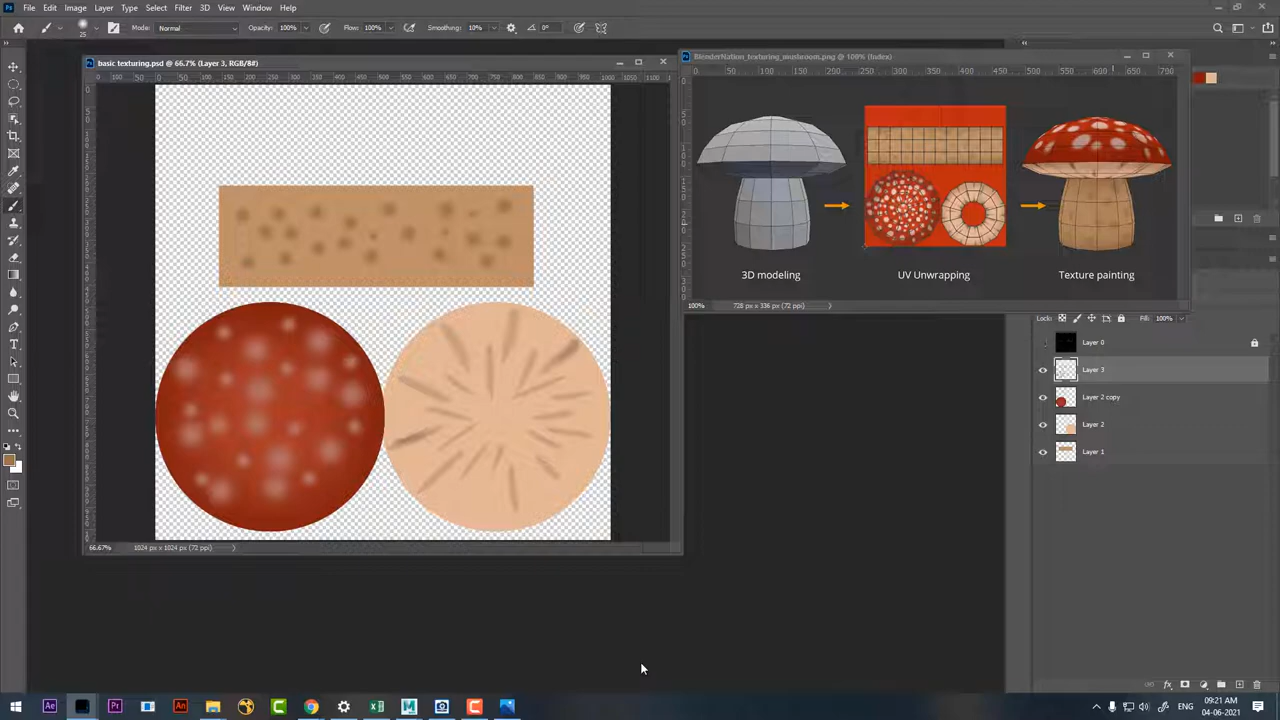 File Edit Image Layer Type Select Filter 3D View Window Help
25 Mode: Normal Opacity: 100% Flow: 100% Smoothing: 10% 0°
basic texturing.psd @ 66.7% (Layer 3, RGB/8#)
BlenderNation_texturing_mushroom.png @ 100% (Index)
3D modeling UV Unwrapping Texture painting
100% 728 px x 336 px (72 ppi)
Lock: Fill: 100%
Layer 0
Layer 3
Layer 2 copy
Layer 2
Layer 1
66.67% 1024 px x 1024 px (72 ppi)
09:21 AM
04-06-2021